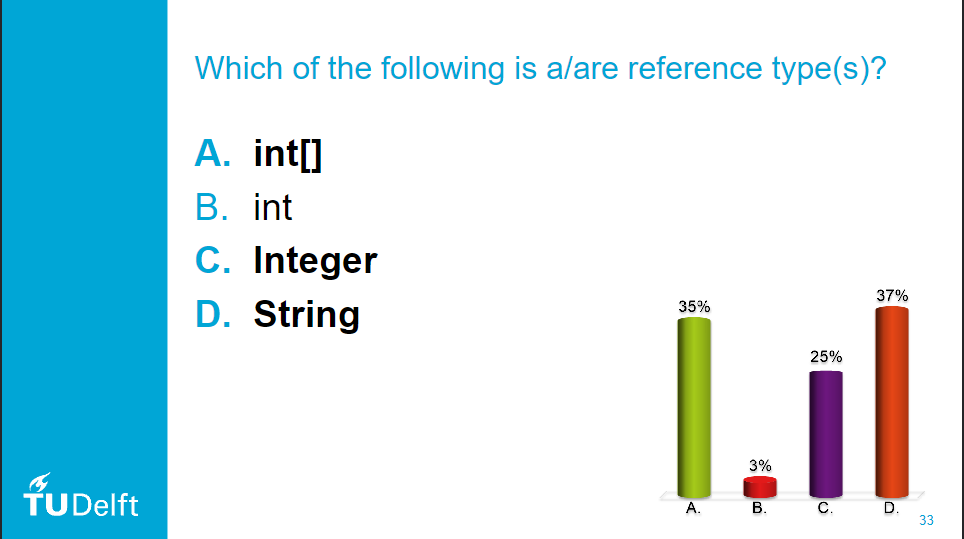 Which of the following is a/are reference type(s)?
A. int[]
B. int
C. Integer
D. String
35%
3%
25%
37%
A. B. C. D.
TUDelft
33